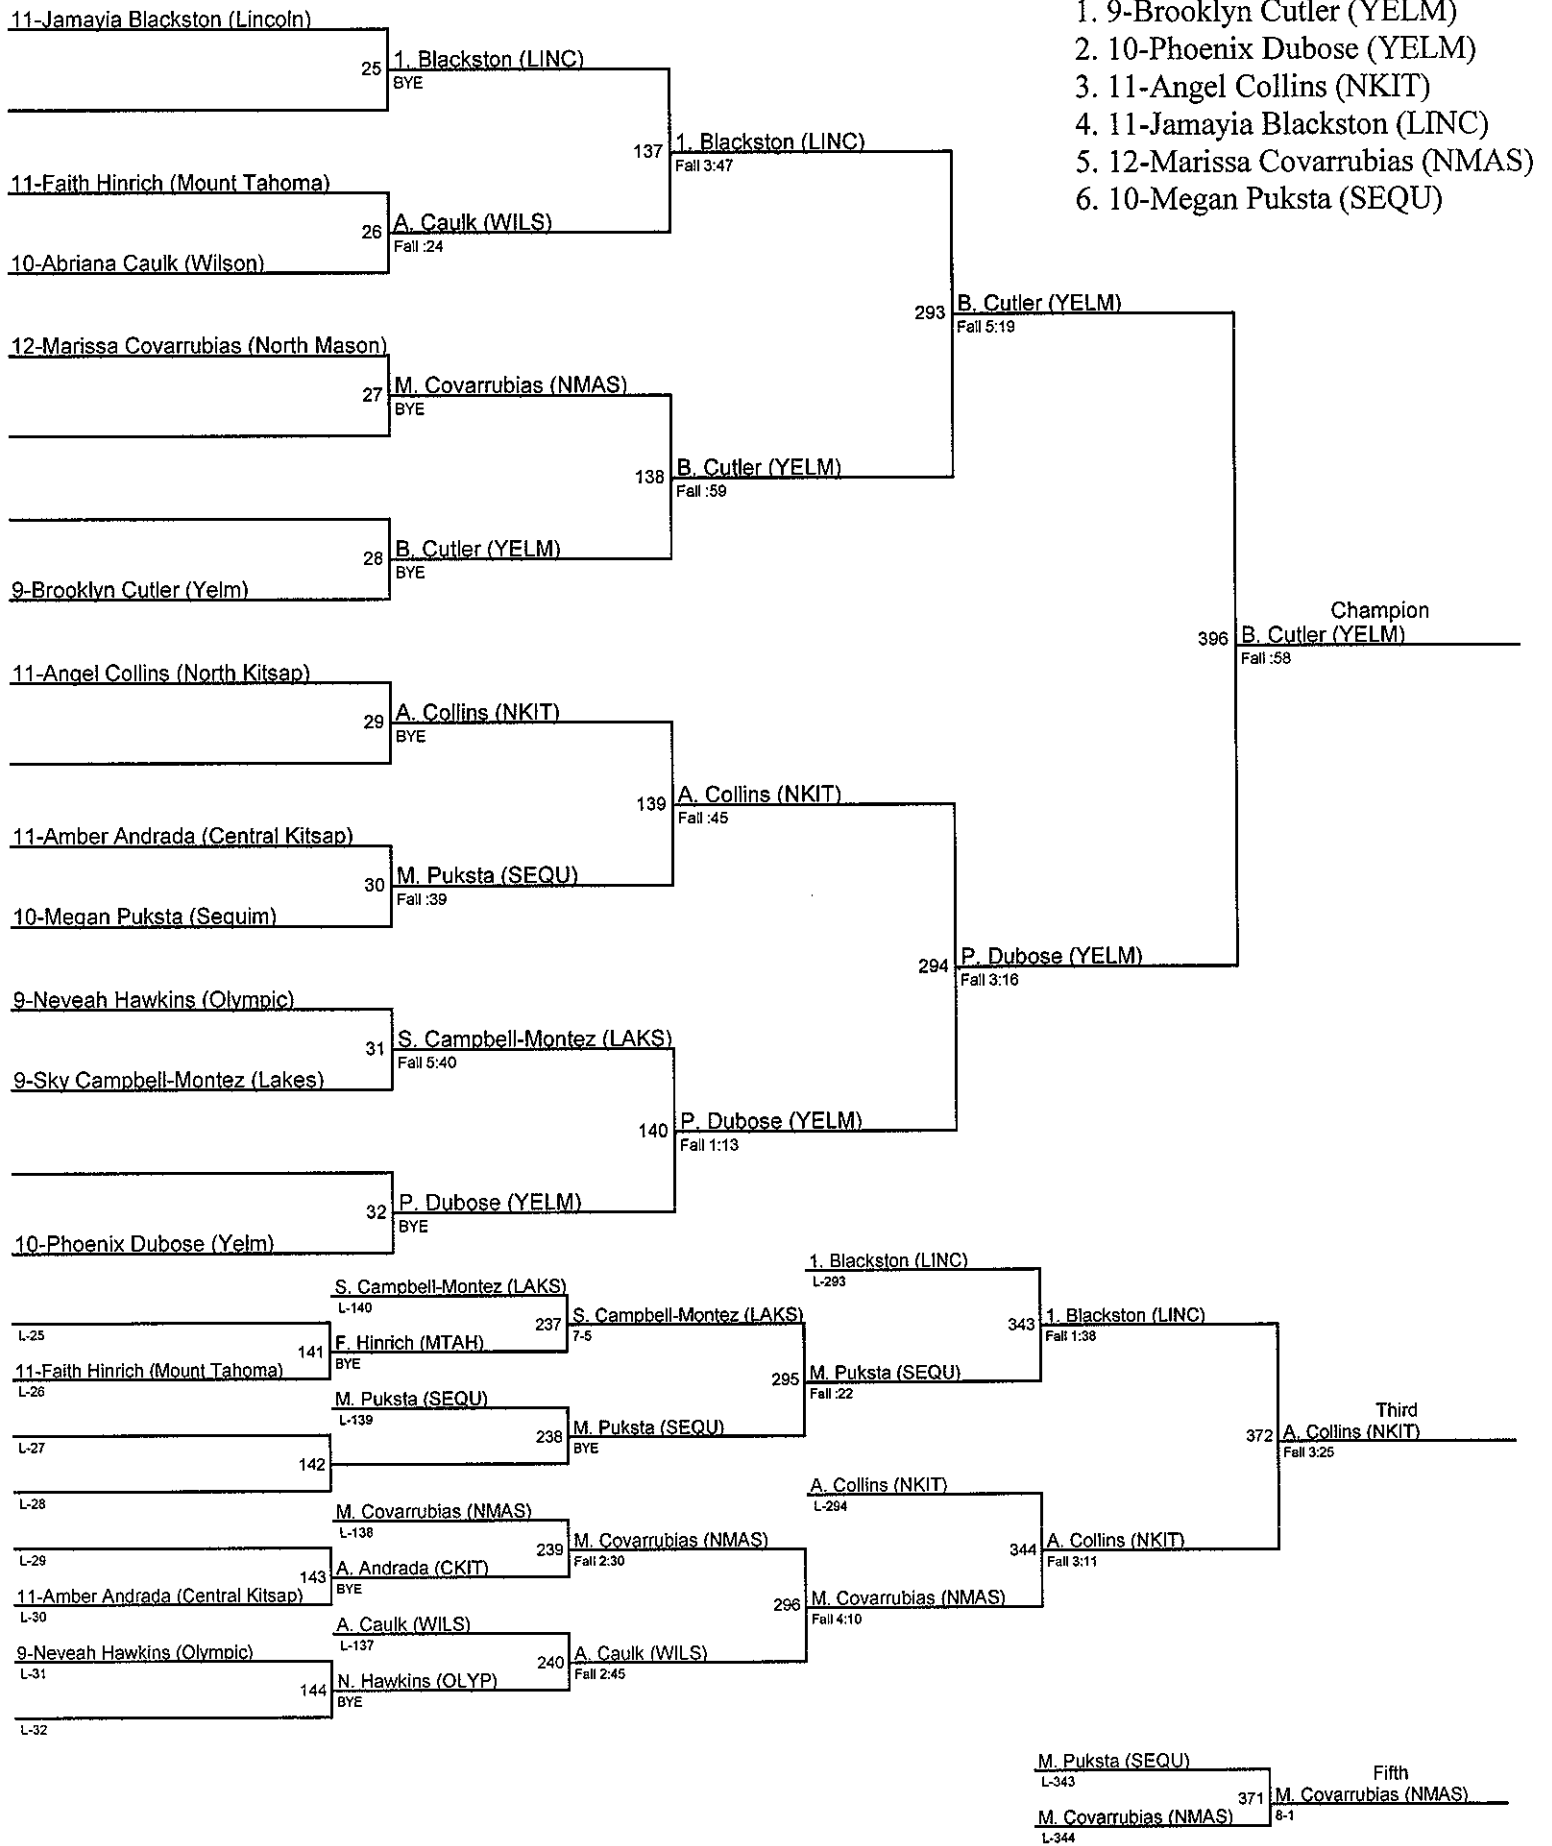 1. 9-Brooklyn Cutler (YELM)
2. 10-Phoenix Dubose (YELM)
3. 11-Angel Collins (NKIT)
4. 11-Jamayia Blackston (LINC)
5. 12-Marissa Covarrubias (NMAS)
6. 10-Megan Puksta (SEQU)
11-Jamayia Blackston (Lincoln)
25
1. Blackston (LINC)
BYE
137
1. Blackston (LINC)
Fall 3:47
11-Faith Hinrich (Mount Tahoma)
26
A. Caulk (WILS)
Fall :24
10-Abriana Caulk (Wilson)
293
B. Cutler (YELM)
Fall 5:19
12-Marissa Covarrubias (North Mason)
27
M. Covarrubias (NMAS)
BYE
138
B. Cutler (YELM)
Fall :59
28
B. Cutler (YELM)
BYE
9-Brooklyn Cutler (Yelm)
Champion
396
B. Cutler (YELM)
Fall :58
11-Angel Collins (North Kitsap)
29
A. Collins (NKIT)
BYE
139
A. Collins (NKIT)
Fall :45
11-Amber Andrada (Central Kitsap)
30
M. Puksta (SEQU)
Fall :39
10-Megan Puksta (Sequim)
294
P. Dubose (YELM)
Fall 3:16
9-Neveah Hawkins (Olympic)
31
S. Campbell-Montez (LAKS)
Fall 5:40
9-Sky Campbell-Montez (Lakes)
140
P. Dubose (YELM)
Fall 1:13
32
P. Dubose (YELM)
BYE
10-Phoenix Dubose (Yelm)
1. Blackston (LINC)
L-293
S. Campbell-Montez (LAKS)
L-140
237
S. Campbell-Montez (LAKS)
7-5
343
1. Blackston (LINC)
Fall 1:38
L-25
141
F. Hinrich (MTAH)
BYE
11-Faith Hinrich (Mount Tahoma)
L-26
295
M. Puksta (SEQU)
Fall :22
M. Puksta (SEQU)
L-139
238
M. Puksta (SEQU)
BYE
L-27
142
L-28
Third
372
A. Collins (NKIT)
Fall 3:25
A. Collins (NKIT)
L-294
M. Covarrubias (NMAS)
L-138
239
M. Covarrubias (NMAS)
Fall 2:30
344
A. Collins (NKIT)
Fall 3:11
L-29
143
A. Andrada (CKIT)
BYE
11-Amber Andrada (Central Kitsap)
L-30
296
M. Covarrubias (NMAS)
Fall 4:10
A. Caulk (WILS)
L-137
240
A. Caulk (WILS)
Fall 2:45
9-Neveah Hawkins (Olympic)
L-31
144
N. Hawkins (OLYP)
BYE
L-32
M. Puksta (SEQU)
L-343
Fifth
371
M. Covarrubias (NMAS)
8-1
M. Covarrubias (NMAS)
L-344